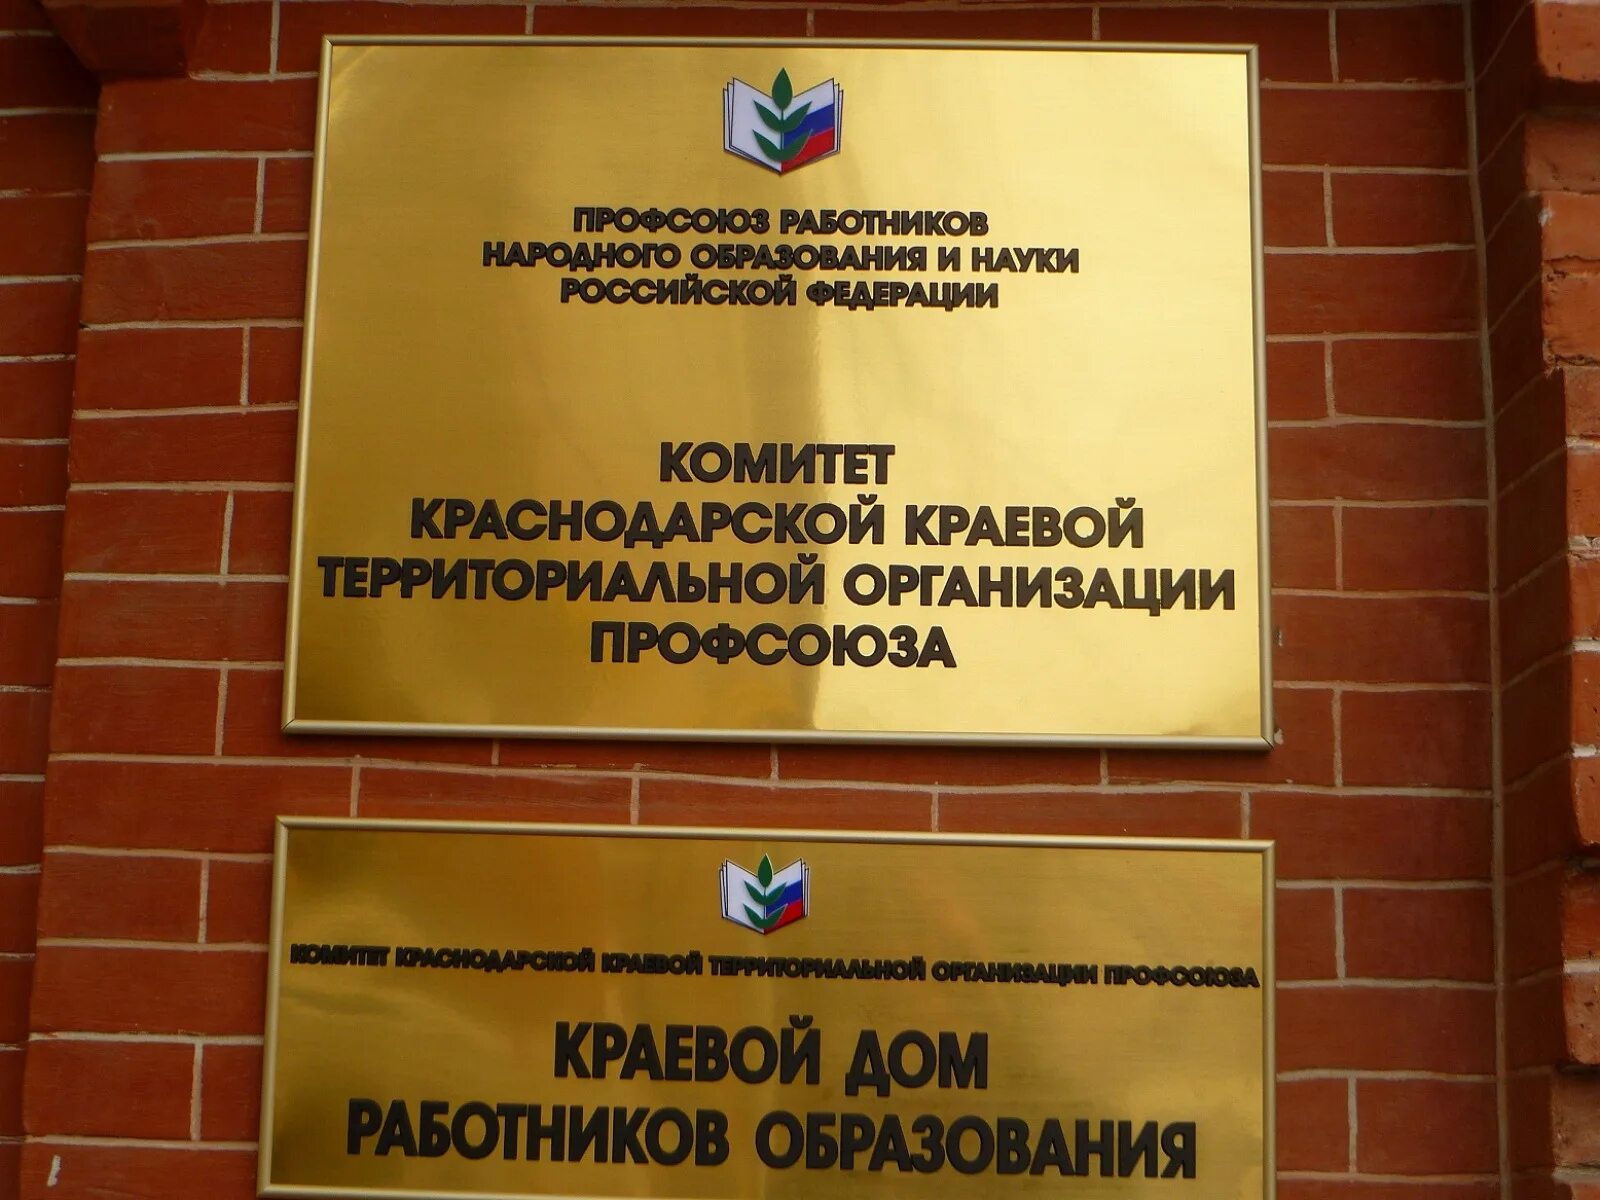 ПРОФСОЮЗ РАБОТНИКОВ
НАРОДНОГО ОБРАЗОВАНИЯ И НАУКИ
РОССИЙСКОЙ ФЕДЕРАЦИИ
КОМИТЕТ
КРАСНОДАРСКОЙ КРАЕВОЙ
ТЕРРИТОРИАЛЬНОЙ ОРГАНИЗАЦИИ
ПРОФСОЮЗА
КОМИТЕТ КРАСНОДАРСКОЙ КРАЕВОЙ ТЕРРИТОРИАЛЬНОЙ ОРГАНИЗАЦИИ ПРОФСОЮЗА
КРАЕВОЙ ДОМ
РАБОТНИКОВ ОБРАЗОВАНИЯ